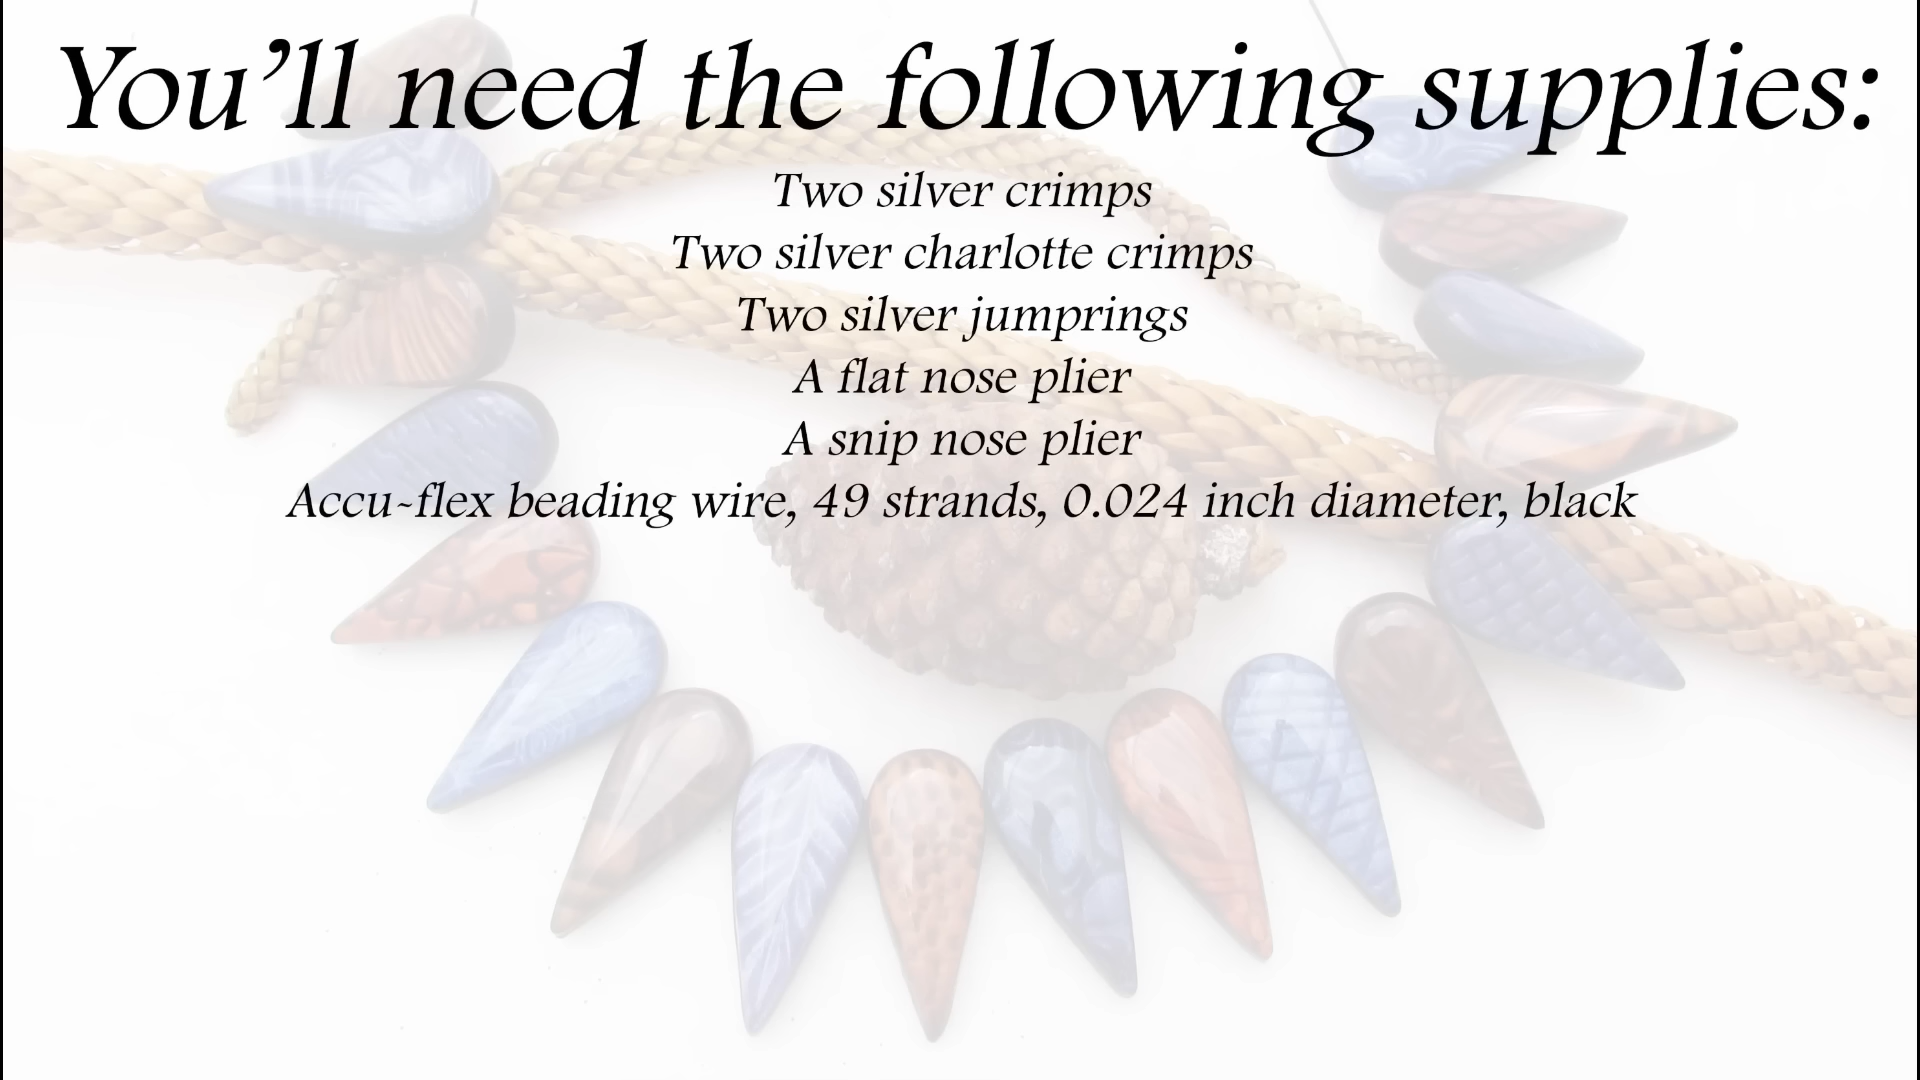 You’ll need the following supplies:
Two silver crimps
Two silver charlotte crimps
Two silver jumprings
A flat nose plier
A snip nose plier
Accu-flex beading wire, 49 strands, 0.024 inch diameter, black